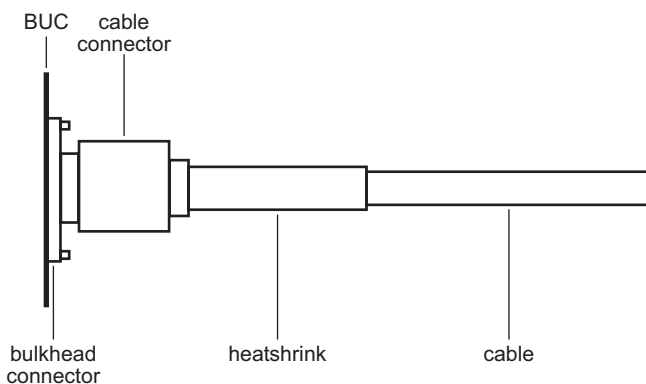 BUC
cable
connector
bulkhead
connector
heatshrink
cable